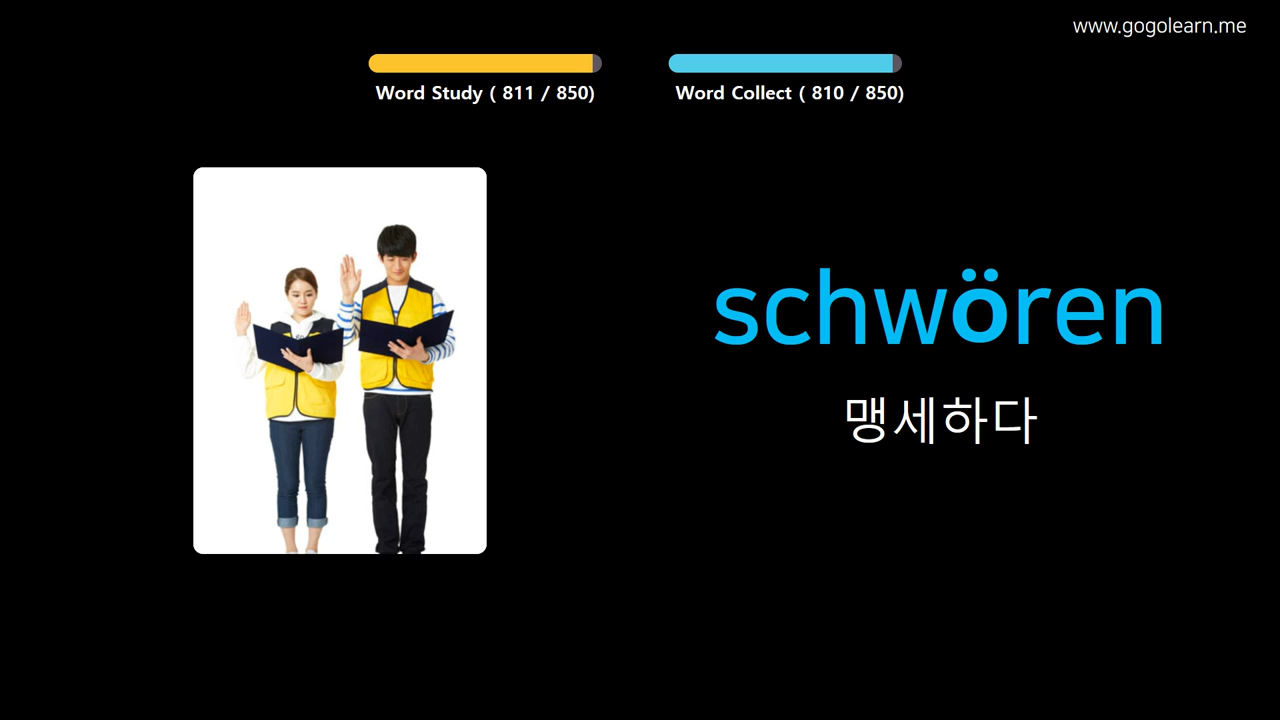 www.gogolearn.me
Word Study ( 811 / 850)
Word Collect ( 810 / 850)
schwören
맹세하다